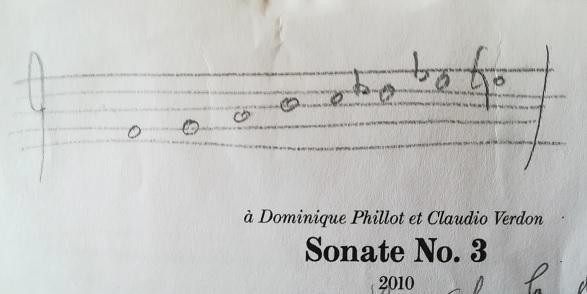 à Dominique Phillot et Claudio Verdon
Sonate No. 3
2010